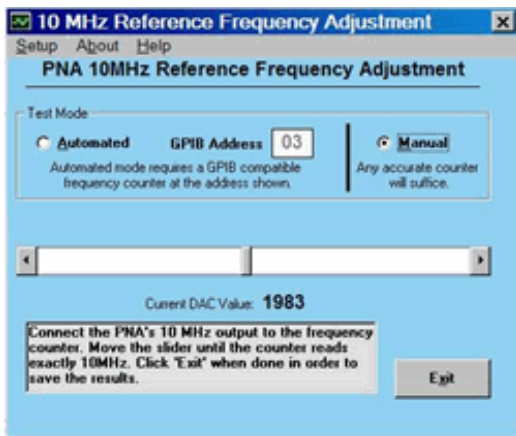 10 MHz Reference Frequency Adjustment
Setup About Help
PNA 10MHz Reference Frequency Adjustment
Test Mode
Automated GPIB Address 03 Manual
Automated mode requires a GPIB compatible
frequency counter at the address shown.
Any accurate counter
will suffice.
Current DAC Value: 1983
Connect the PNA's 10 MHz output to the frequency
counter. Move the slider until the counter reads
exactly 10MHz. Click "Exit" when done in order to
save the results.
Exit